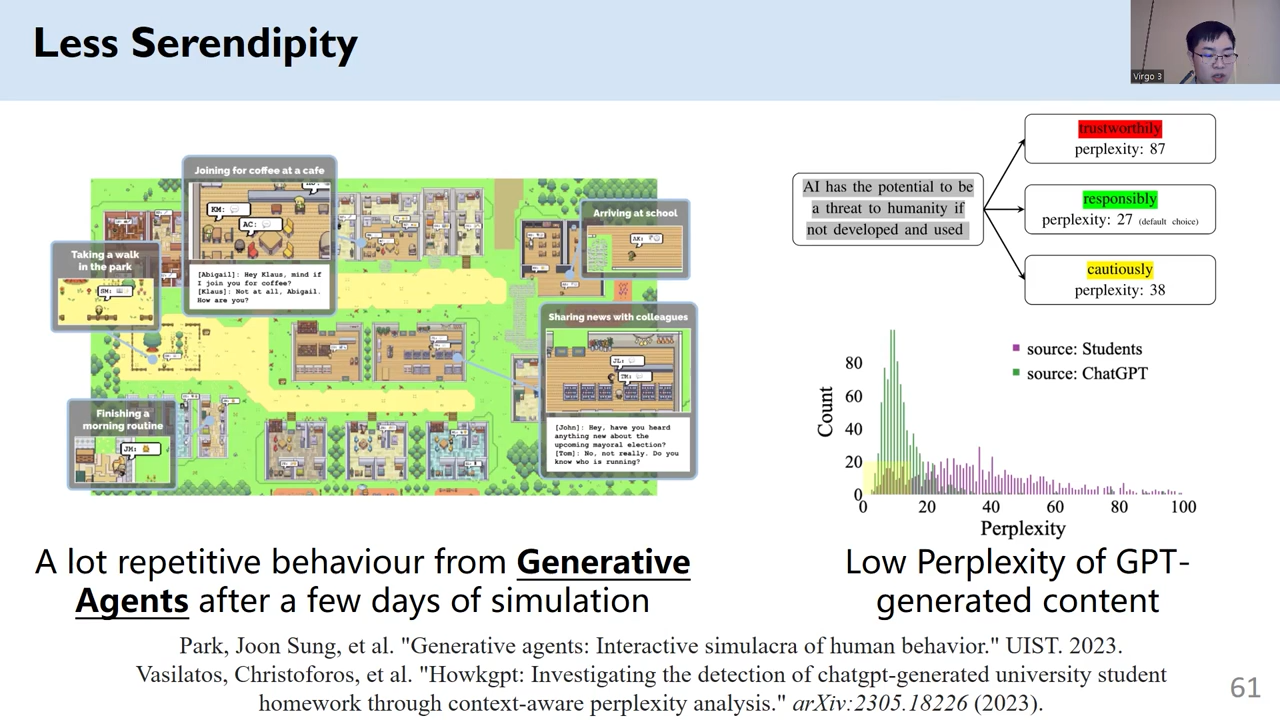 Less Serendipity
Virgo 3
Joining for coffee at a cafe
KM:
AC:
[Abigail]: Hey Klaus, mind if
I join you for coffee?
[Klaus]: Not at all, Abigail.
How are you?
Taking a walk
in the park
SM:
Arriving at school
AK:
Sharing news with colleagues
JL:
TM:
[John]: Hey, have you heard
anything new about the
upcoming mayoral election?
[Tom]: No, not really. Do you
know who is running?
Finishing a
morning routine
JM:
AI has the potential to be
a threat to humanity if
not developed and used
trustworthily
perplexity: 87
responsibly
perplexity: 27 (default choice)
cautiously
perplexity: 38
source: Students
source: ChatGPT
Count
80
60
40
20
0
0 20 40 60 80 100
Perplexity
A lot repetitive behaviour from Generative
Agents after a few days of simulation
Low Perplexity of GPT-
generated content
Park, Joon Sung, et al. "Generative agents: Interactive simulacra of human behavior." UIST. 2023.
Vasilatos, Christoforos, et al. "Howkgpt: Investigating the detection of chatgpt-generated university student
homework through context-aware perplexity analysis." arXiv:2305.18226 (2023).
61